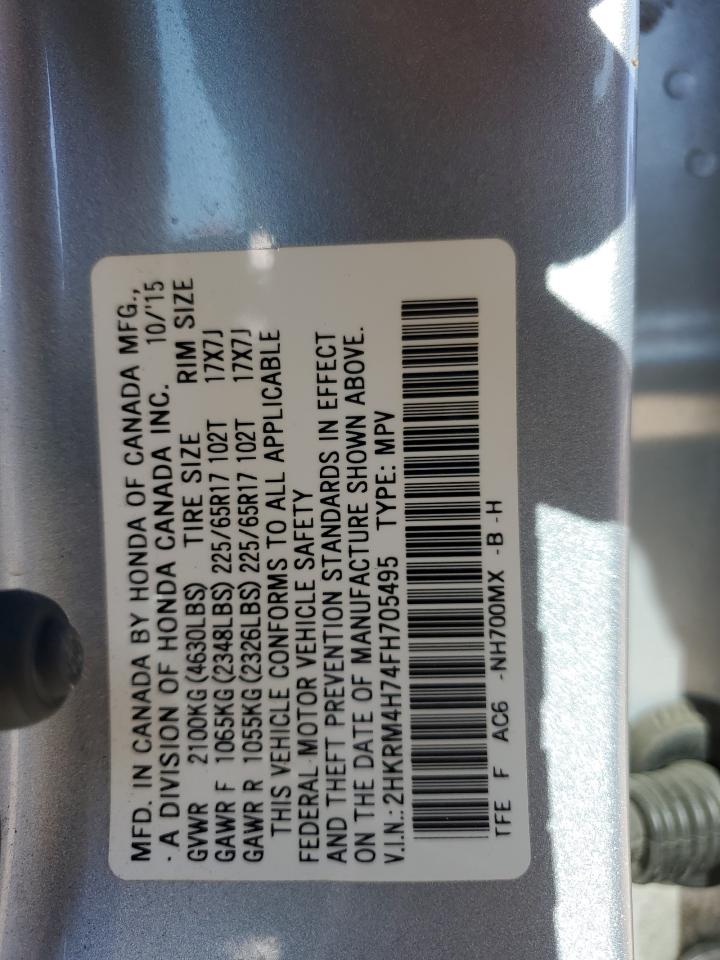 MFD. IN CANADA BY HONDA OF CANADA MFG.,
· A DIVISION OF HONDA CANADA INC. 10/'15
GVWR 2100KG (4630LBS) TIRE SIZE RIM SIZE
GAWR F 1065KG (2348LBS) 225/65R17 102T 17X7J
GAWR R 1055KG (2326LBS) 225/65R17 102T 17X7J
THIS VEHICLE CONFORMS TO ALL APPLICABLE
FEDERAL MOTOR VEHICLE SAFETY
AND THEFT PREVENTION STANDARDS IN EFFECT
ON THE DATE OF MANUFACTURE SHOWN ABOVE.
V.I.N.: 2HKRM4H74FH705495 TYPE: MPV
TFE F AC6 -NH700MX -B -H